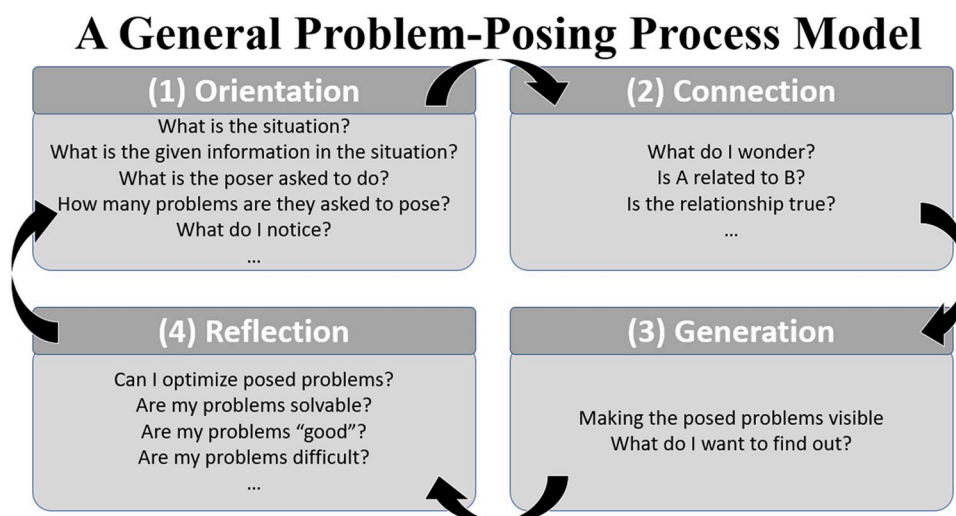 A General Problem-Posing Process Model
(1) Orientation
What is the situation?
What is the given information in the situation?
What is the poser asked to do?
How many problems are they asked to pose?
What do I notice?
...
(2) Connection
What do I wonder?
Is A related to B?
Is the relationship true?
...
(3) Generation
Making the posed problems visible
What do I want to find out?
(4) Reflection
Can I optimize posed problems?
Are my problems solvable?
Are my problems “good”?
Are my problems difficult?
...